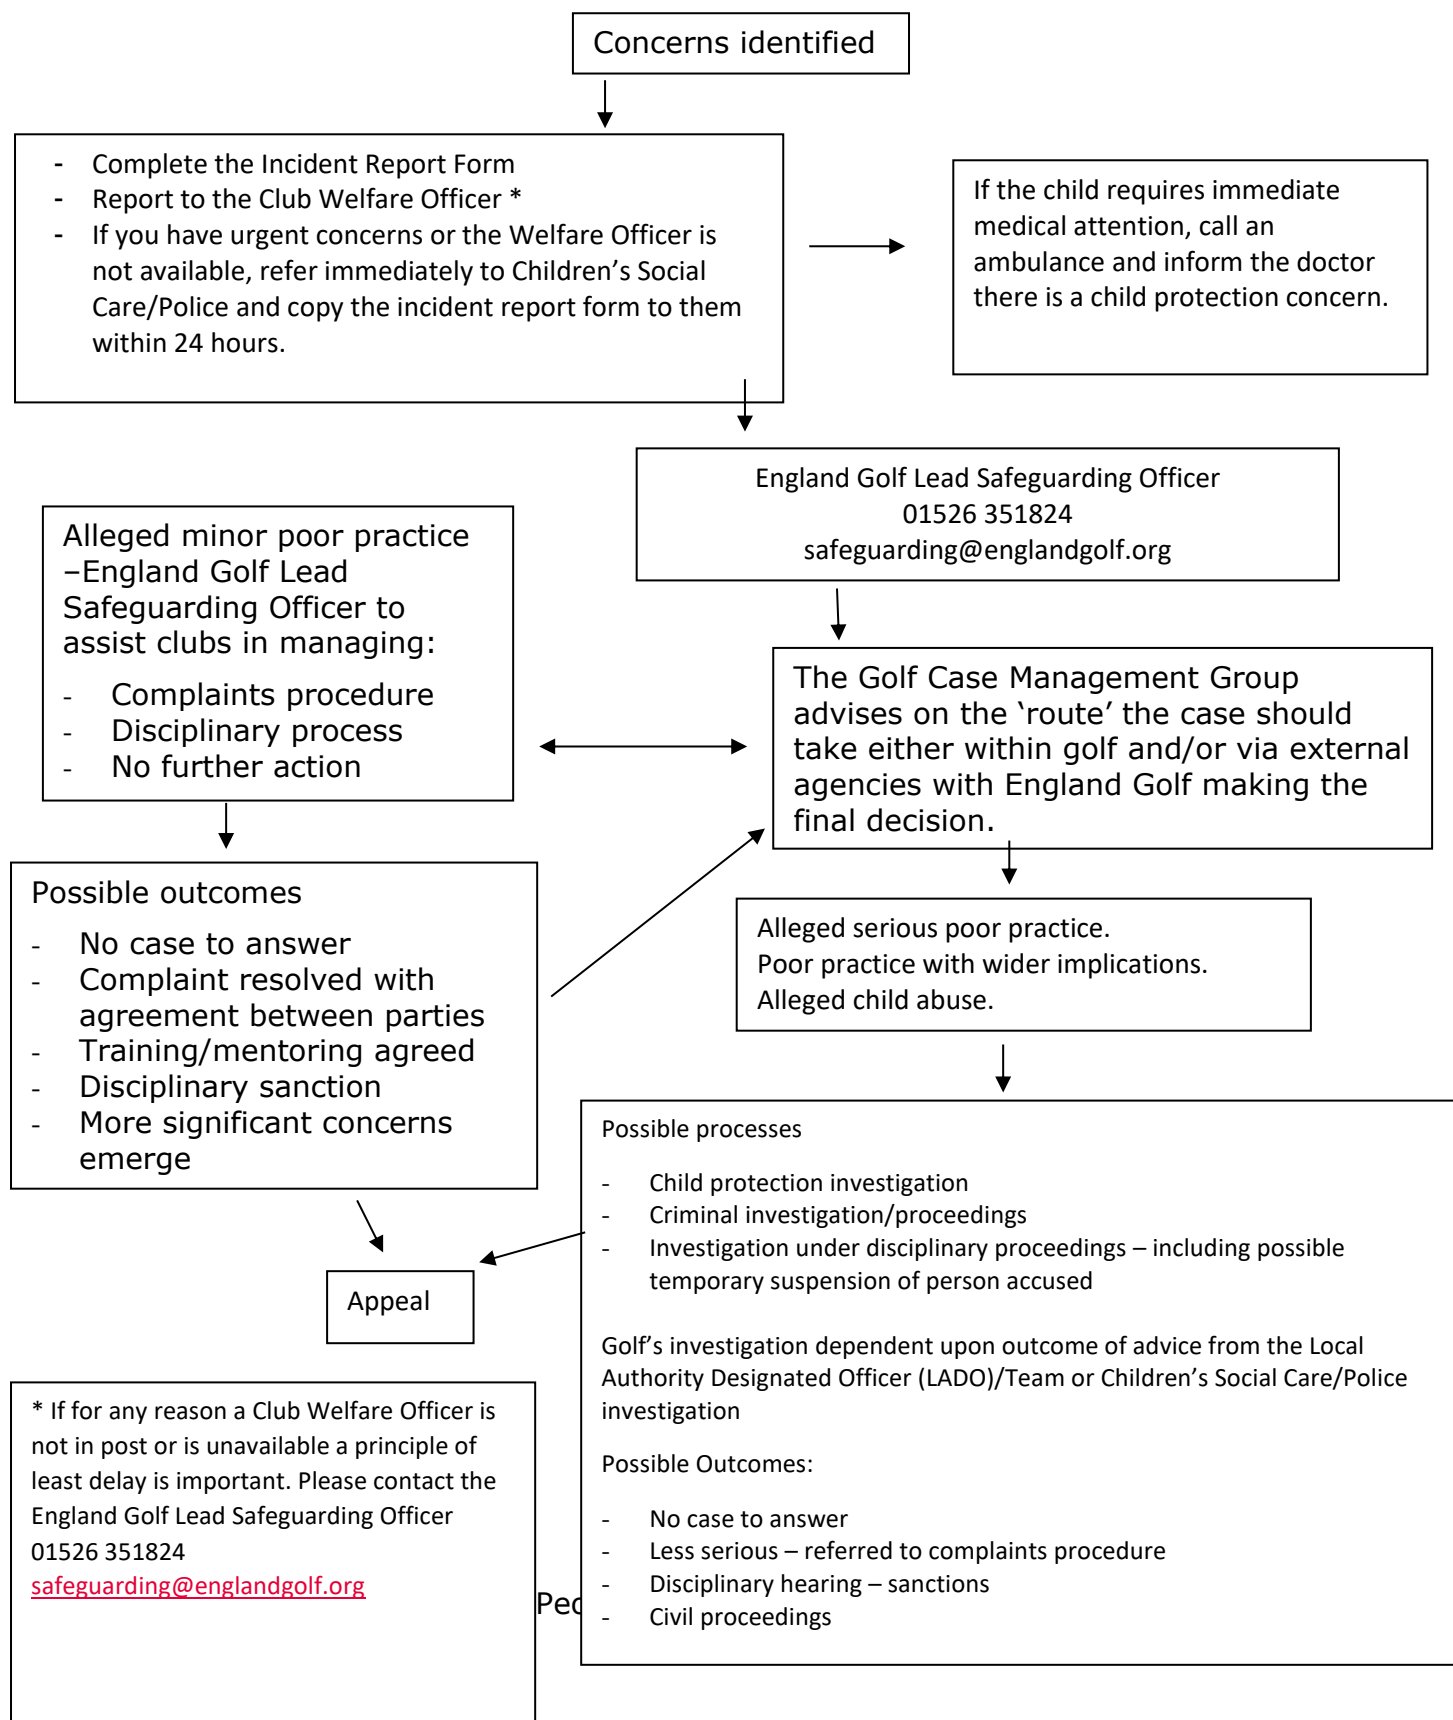 Concerns identified
- Complete the Incident Report Form
- Report to the Club Welfare Officer *
- If you have urgent concerns or the Welfare Officer is
not available, refer immediately to Children’s Social
Care/Police and copy the incident report form to them
within 24 hours.
If the child requires immediate
medical attention, call an
ambulance and inform the doctor
there is a child protection concern.
England Golf Lead Safeguarding Officer
01526 351824
safeguarding@englandgolf.org
Alleged minor poor practice
–England Golf Lead
Safeguarding Officer to
assist clubs in managing:
- Complaints procedure
- Disciplinary process
- No further action
The Golf Case Management Group
advises on the ‘route’ the case should
take either within golf and/or via external
agencies with England Golf making the
final decision.
Possible outcomes
- No case to answer
- Complaint resolved with
agreement between parties
- Training/mentoring agreed
- Disciplinary sanction
- More significant concerns
emerge
Alleged serious poor practice.
Poor practice with wider implications.
Alleged child abuse.
Possible processes
- Child protection investigation
- Criminal investigation/proceedings
- Investigation under disciplinary proceedings – including possible
temporary suspension of person accused
Golf’s investigation dependent upon outcome of advice from the Local
Authority Designated Officer (LADO)/Team or Children’s Social Care/Police
investigation
Possible Outcomes:
- No case to answer
- Less serious – referred to complaints procedure
- Disciplinary hearing – sanctions
- Civil proceedings
Appeal
* If for any reason a Club Welfare Officer is
not in post or is unavailable a principle of
least delay is important. Please contact the
England Golf Lead Safeguarding Officer
01526 351824
safeguarding@englandgolf.org